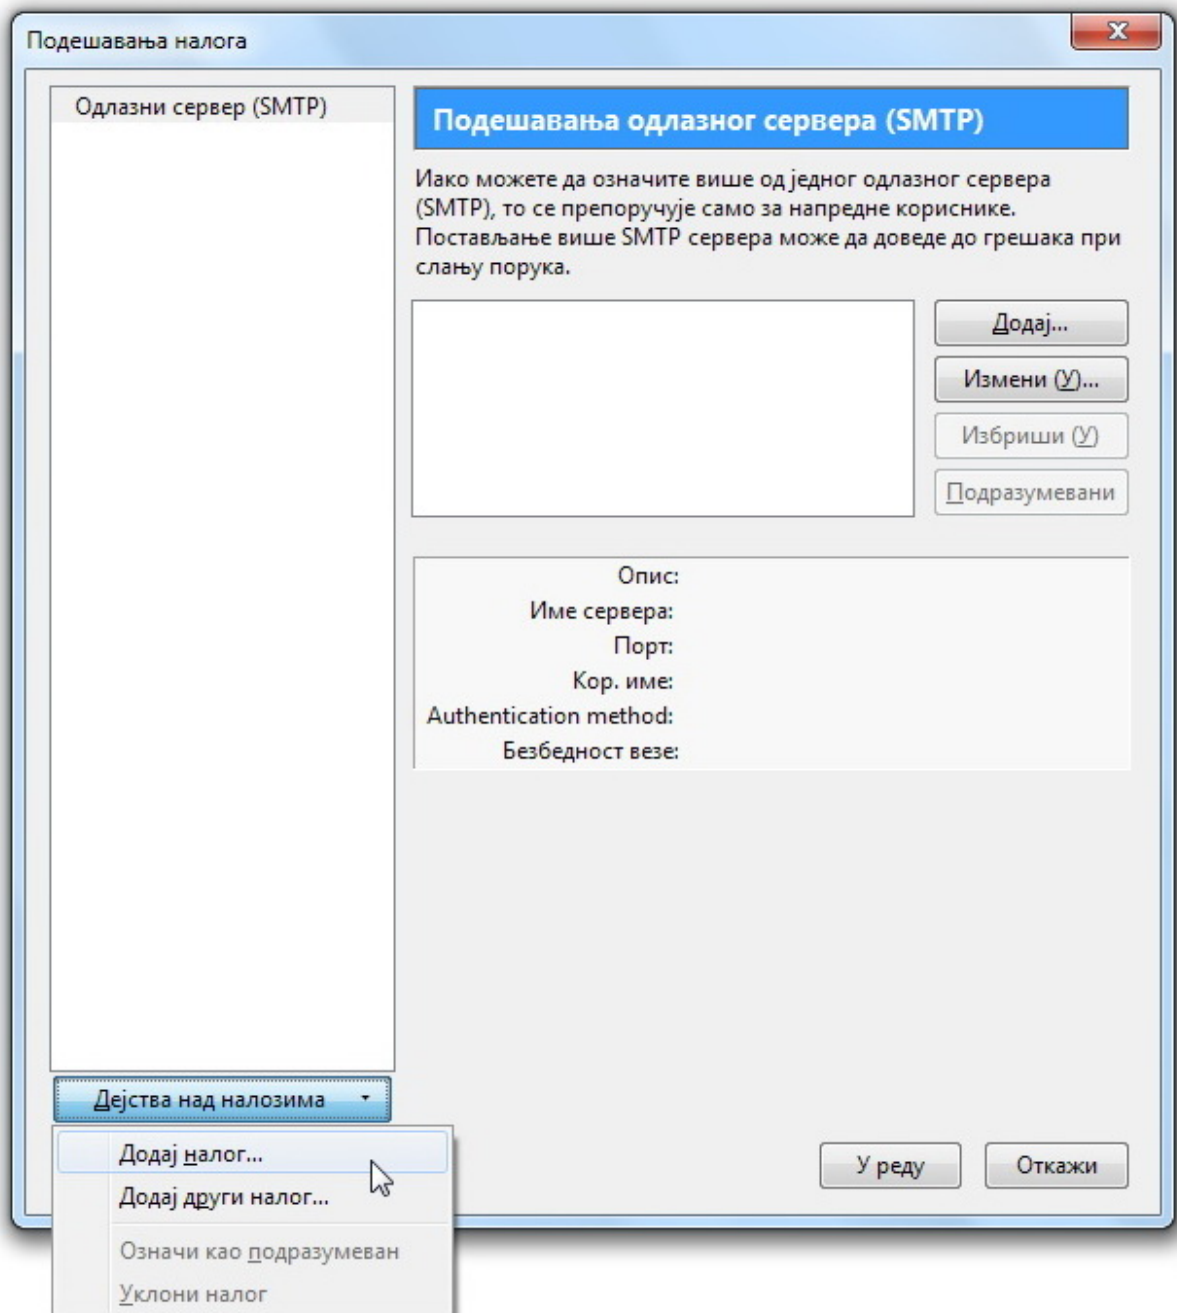 Подешавања налога
Одлазни сервер (SMTP)
Подешавања одлазног сервера (SMTP)
Иако можете да означите више од једног одлазног сервера
(SMTP), то се препоручује само за напредне кориснике.
Постављање више SMTP сервера може да доведе до грешака при
слању порука.
Додај...
Измени (У)...
Избриши (У)
Подразумевани
Опис:
Име сервера:
Порт:
Кор. име:
Authentication method:
Безбедност везе:
Дејства над налозима
Додај налог...
Додај други налог...
Означи као подразумеван
Уклони налог
У реду
Откажи